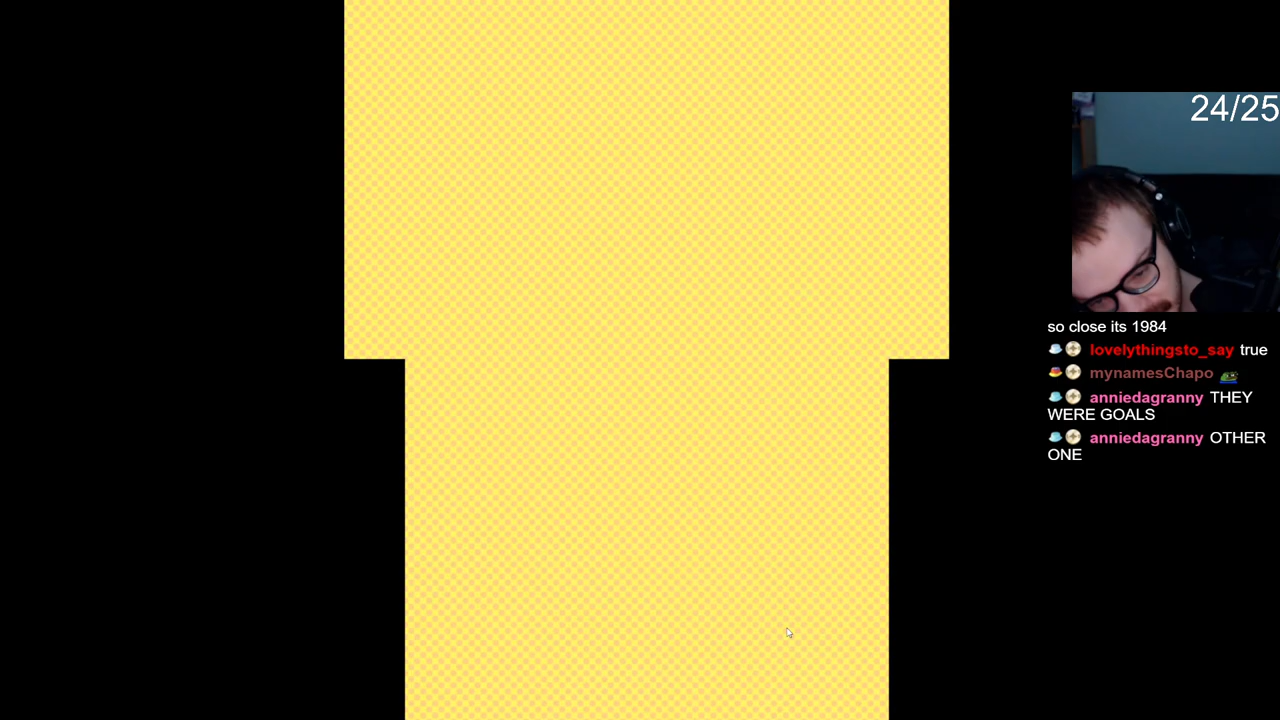 24/25
so close its 1984
lovelythingsto_say true
mynamesChapo
anniedagranny THEY
WERE GOALS
anniedagranny OTHER
ONE